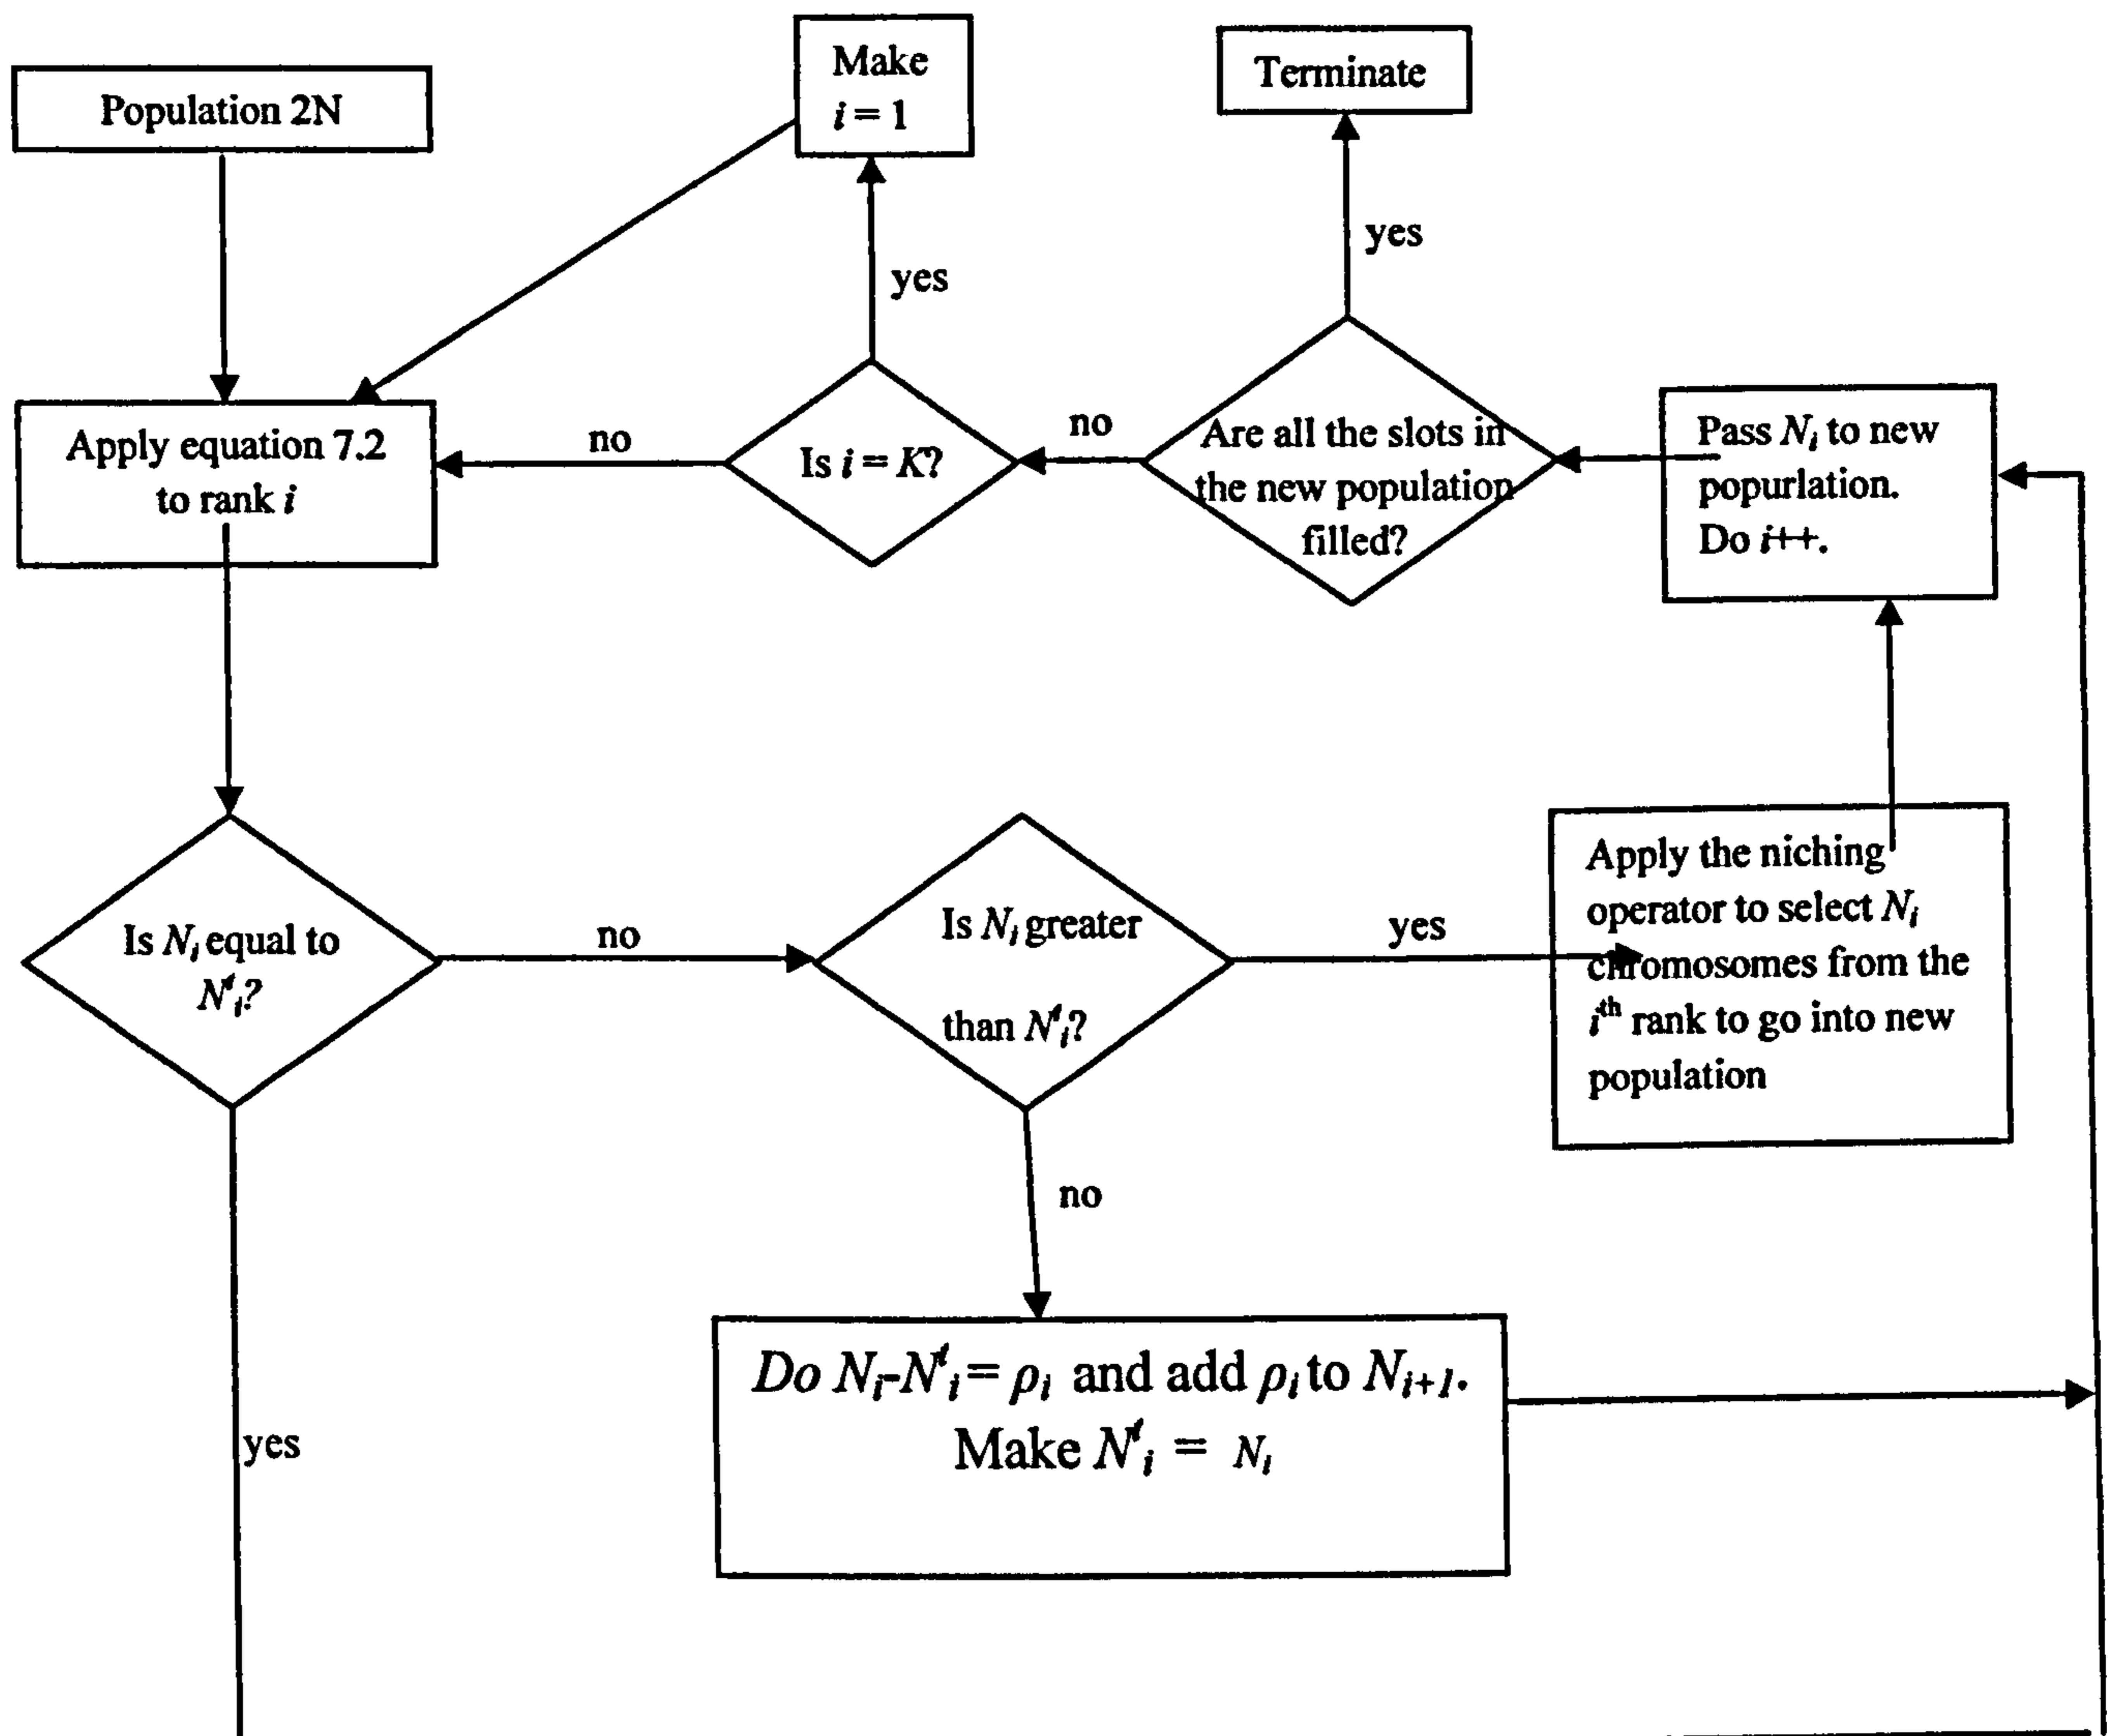 Population 2N
Make
i = 1
Terminate
yes
yes
Apply equation 7.2
to rank i
no
Is i = K?
no
Are all the slots in
the new population
filled?
Pass Nᵢ to new
popurlation.
Do i++.
Is Nᵢ equal to
N'ᵢ?
no
Is Nᵢ greater
than N'ᵢ?
yes
Apply the niching
operator to select Nᵢ
chromosomes from the
iᵗʰ rank to go into new
population
no
Do Nᵢ-N'ᵢ = ρᵢ and add ρᵢ to Nᵢ₊₁.
Make N'ᵢ = Nᵢ
yes